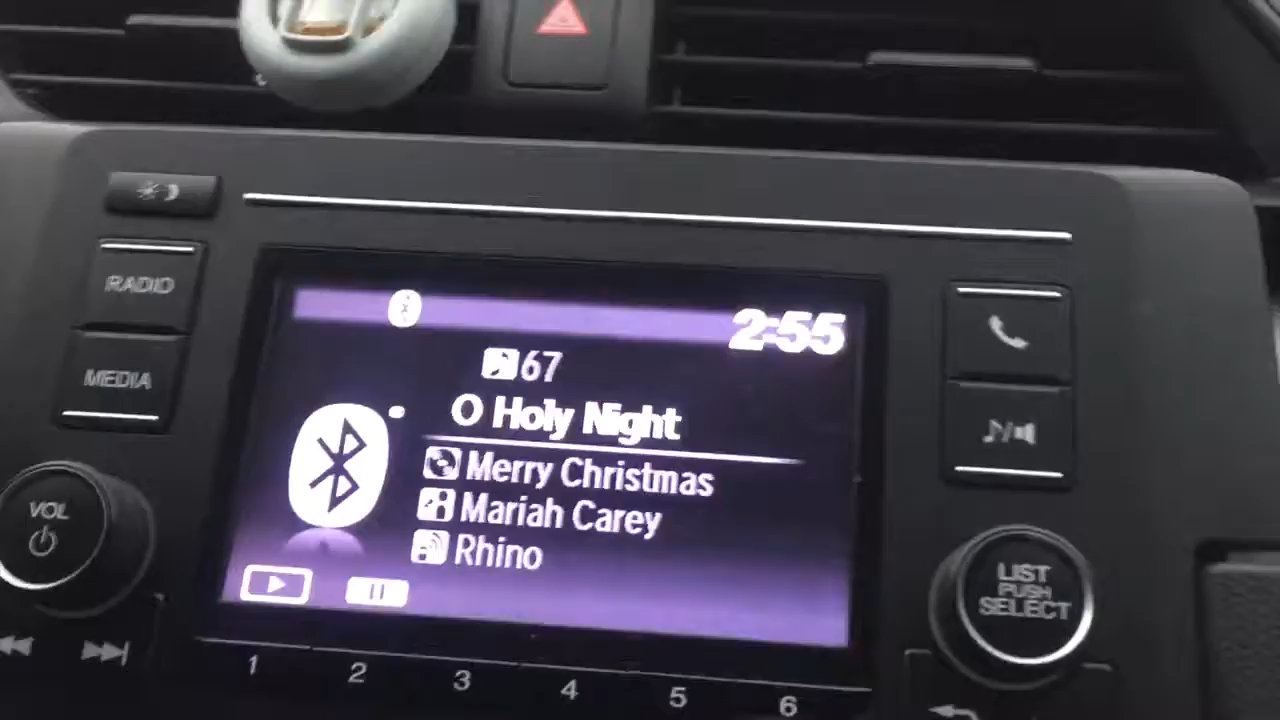 RADIO
MEDIA
VOL
2:55
67
O Holy Night
Merry Christmas
Mariah Carey
Rhino
1 2 3 4 5 6
LIST
PUSH
SELECT